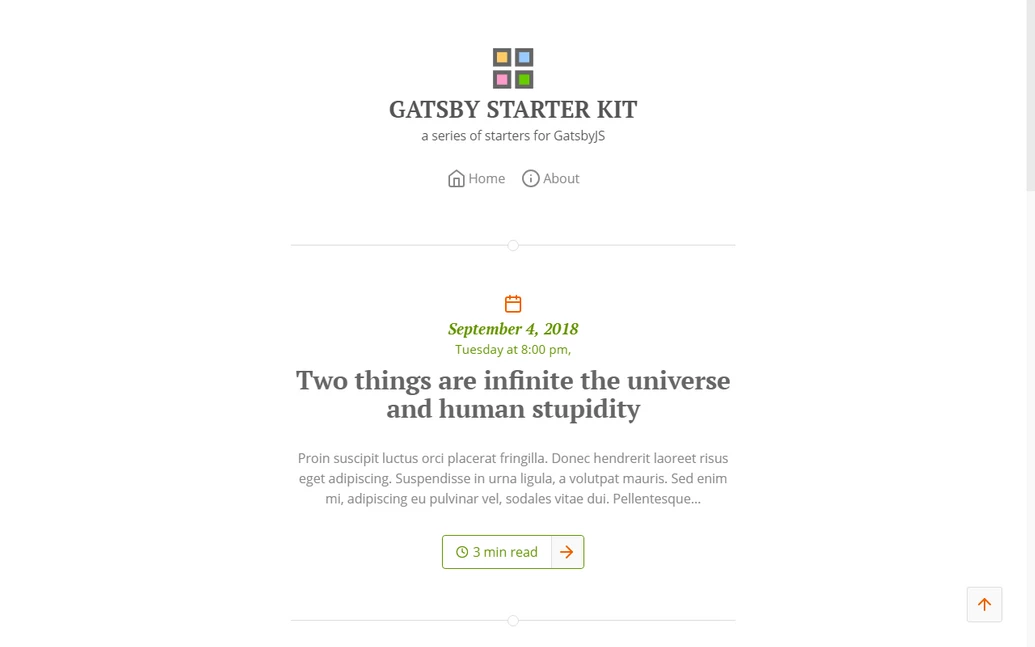 GATSBY STARTER KIT
a series of starters for GatsbyJS
Home About
September 4, 2018
Tuesday at 8:00 pm,
Two things are infinite the universe
and human stupidity
Proin suscipit luctus orci placerat fringilla. Donec hendrerit laoreet risus
eget adipiscing. Suspendisse in urna ligula, a volutpat mauris. Sed enim
mi, adipiscing eu pulvinar vel, sodales vitae dui. Pellentesque...
3 min read